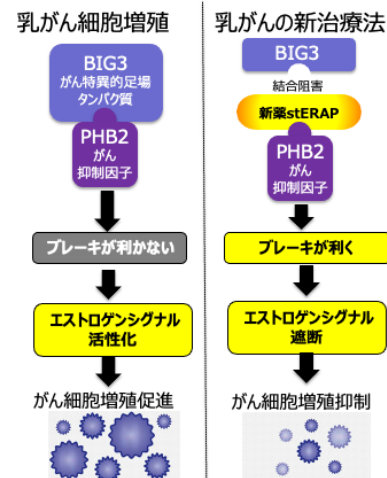 乳がん細胞増殖
BIG3
がん特異的足場
タンパク質
PHB2
がん
抑制因子
ブレーキが利かない
エストロゲンシグナル
活性化
がん細胞増殖促進
乳がんの新治療法
BIG3
結合阻害
新薬stERAP
PHB2
がん
抑制因子
ブレーキが利く
エストロゲンシグナル
遮断
がん細胞増殖抑制